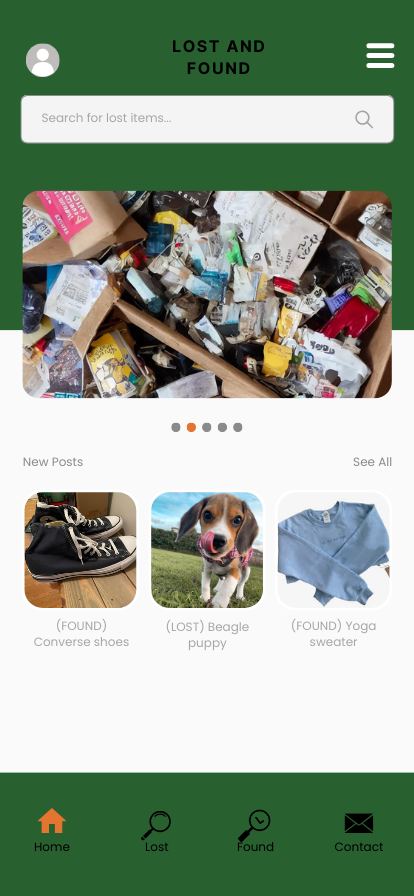 LOST AND
FOUND
Search for lost items...
New Posts
See All
(FOUND)
Converse shoes
(LOST) Beagle
puppy
(FOUND) Yoga
sweater
Home
Lost
Found
Contact